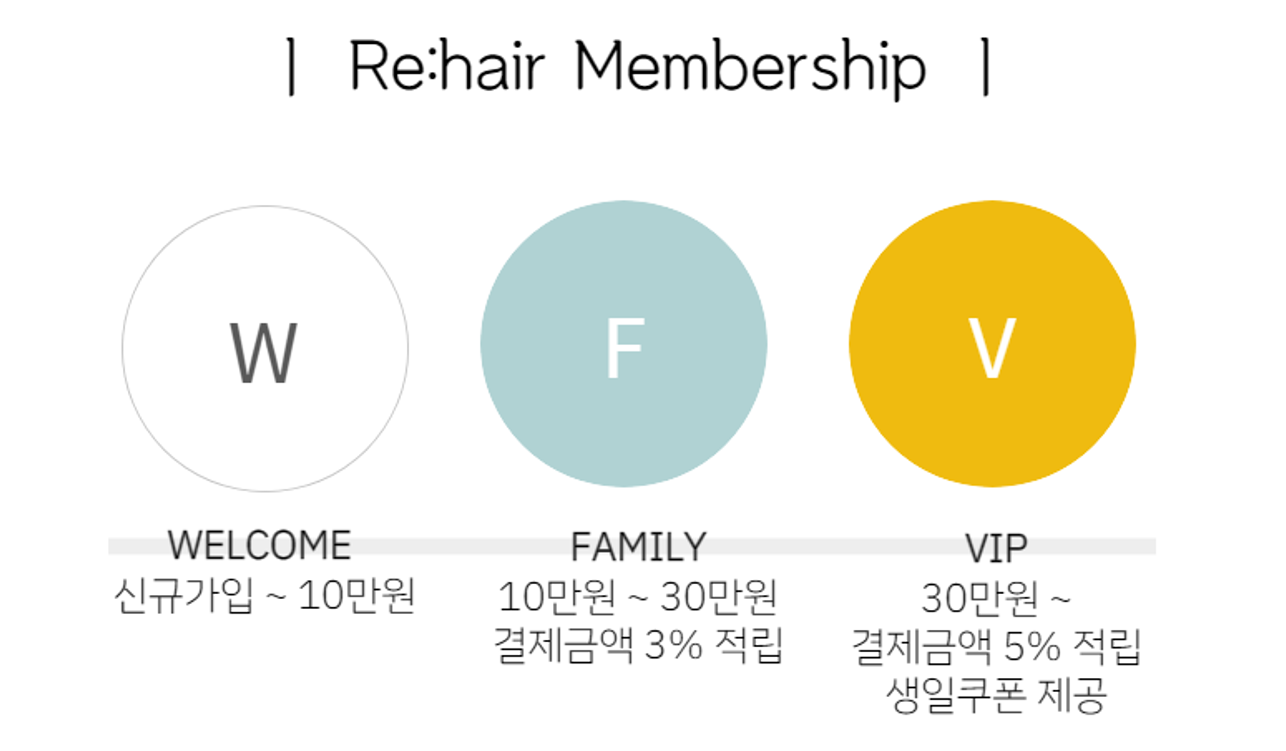 | Re:hair Membership |
W
F
V
WELCOME
신규가입 ~ 10만원
FAMILY
10만원 ~ 30만원
결제금액 3% 적립
VIP
30만원 ~
결제금액 5% 적립
생일쿠폰 제공